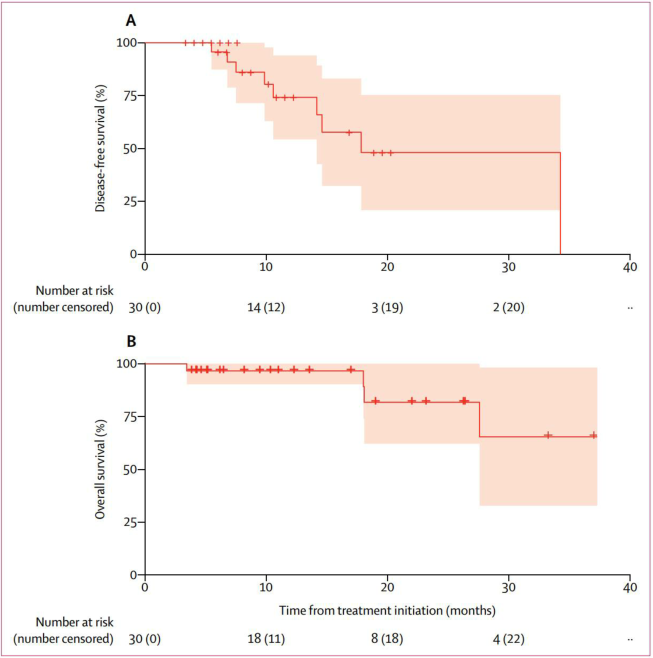 A
100
75
50
25
0
Disease-free survival (%)
0 10 20 30 40
Number at risk
(number censored) 30 (0) 14 (12) 3 (19) 2 (20) ..
B
100
75
50
25
0
Overall survival (%)
0 10 20 30 40
Time from treatment initiation (months)
Number at risk
(number censored) 30 (0) 18 (11) 8 (18) 4 (22) ..